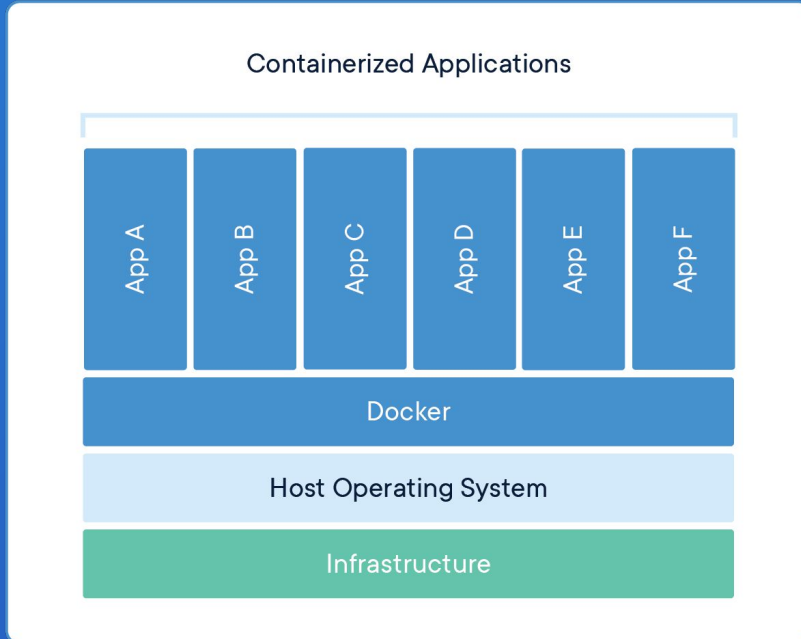 Containerized Applications
App A
App B
App C
App D
App E
App F
Docker
Host Operating System
Infrastructure